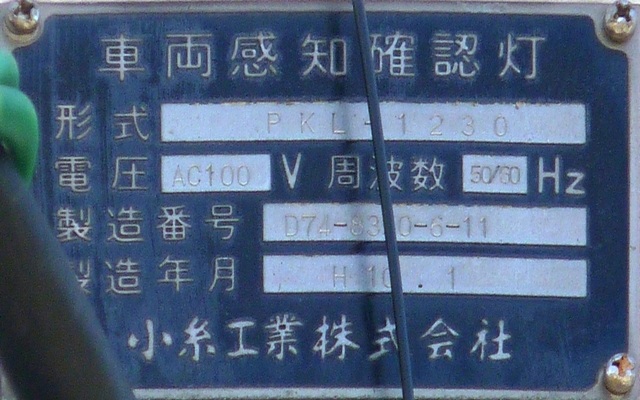 車両感知確認灯
形式 PKL-1230
電圧 AC100 V 周波数 50/60 Hz
製造番号
製造年月 H10.1
小糸工業株式会社